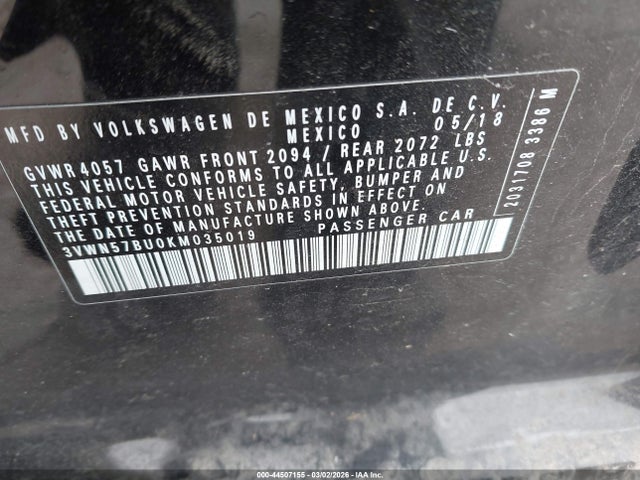 MFD BY VOLKSWAGEN DE MEXICO S.A. DE C.V.
MEXICO 05/18
GVWR 4057 GAWR FRONT 2094 / REAR 2072 LBS
THIS VEHICLE CONFORMS TO ALL APPLICABLE U.S.
FEDERAL MOTOR VEHICLE SAFETY, BUMPER AND
THEFT PREVENTION STANDARDS IN EFFECT ON
THE DATE OF MANUFACTURE SHOWN ABOVE.
3VWN57BU0KM035019 PASSENGER CAR
2031708 3386 M
000-44507155 - 03/02/2026 - IAA Inc.